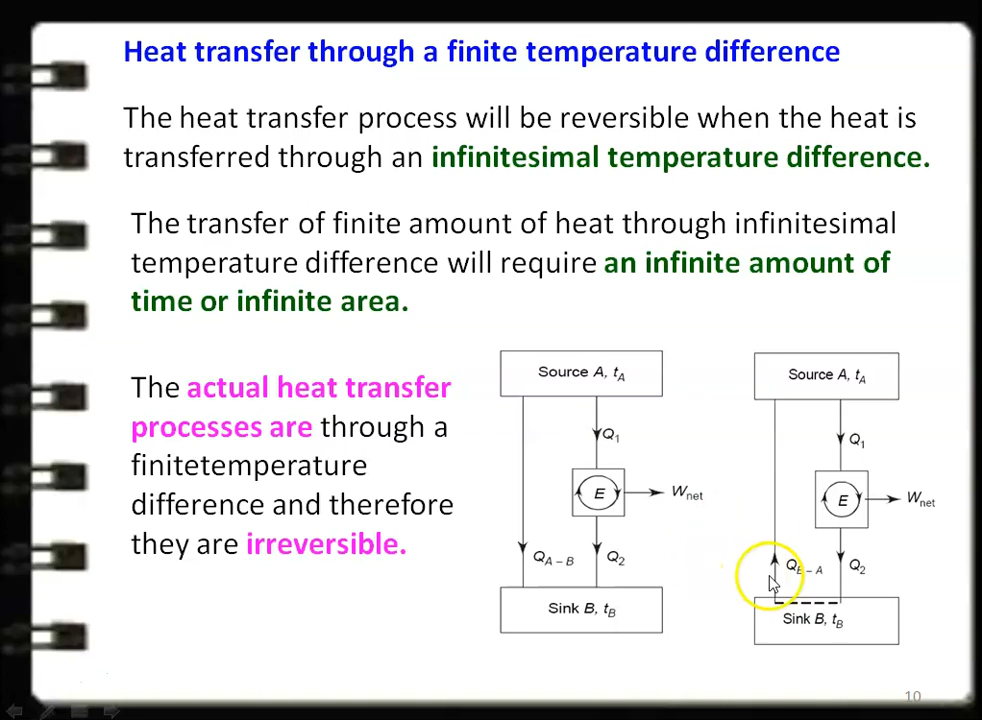 Heat transfer through a finite temperature difference
The heat transfer process will be reversible when the heat is
transferred through an infinitesimal temperature difference.
The transfer of finite amount of heat through infinitesimal
temperature difference will require an infinite amount of
time or infinite area.
The actual heat transfer
processes are through a
finitetemperature
difference and therefore
they are irreversible.
Source A, tA
Q1
E
Wnet
QA – B
Q2
Sink B, tB
Source A, tA
Q1
E
Wnet
QB – A
Q2
Sink B, tB
10